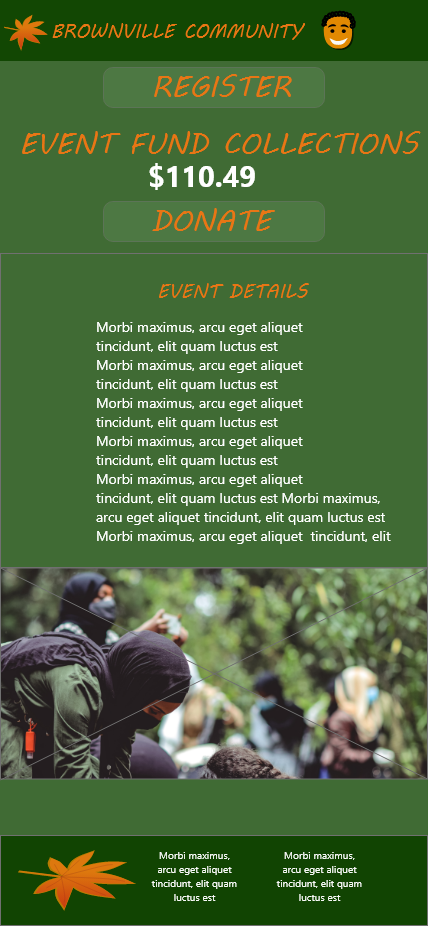 BROWNVILLE COMMUNITY
REGISTER
EVENT FUND COLLECTIONS
$110.49
DONATE
EVENT DETAILS
Morbi maximus, arcu eget aliquet
tincidunt, elit quam luctus est
Morbi maximus, arcu eget aliquet
tincidunt, elit quam luctus est
Morbi maximus, arcu eget aliquet
tincidunt, elit quam luctus est
Morbi maximus, arcu eget aliquet
tincidunt, elit quam luctus est
Morbi maximus, arcu eget aliquet
tincidunt, elit quam luctus est Morbi maximus,
arcu eget aliquet tincidunt, elit quam luctus est
Morbi maximus, arcu eget aliquet  tincidunt, elit
Morbi maximus,
arcu eget aliquet
tincidunt, elit quam
luctus est
Morbi maximus,
arcu eget aliquet
tincidunt, elit quam
luctus est